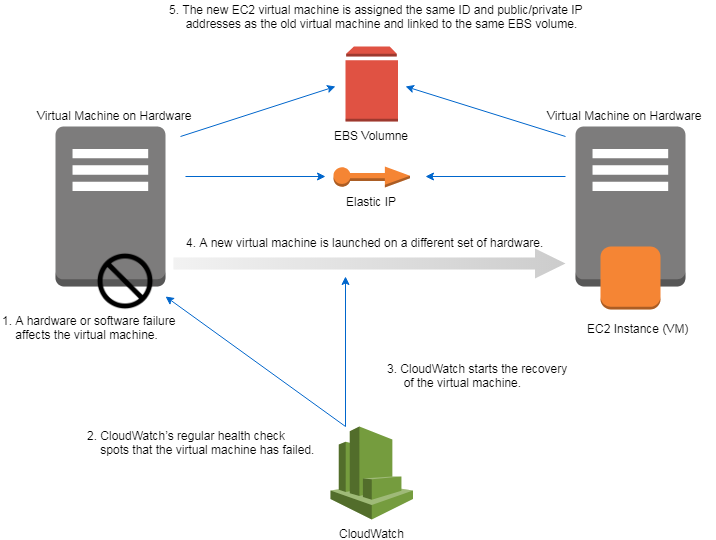 5. The new EC2 virtual machine is assigned the same ID and public/private IP
addresses as the old virtual machine and linked to the same EBS volume.
Virtual Machine on Hardware
Virtual Machine on Hardware
EBS Volumne
Elastic IP
4. A new virtual machine is launched on a different set of hardware.
1. A hardware or software failure
affects the virtual machine.
EC2 Instance (VM)
3. CloudWatch starts the recovery
of the virtual machine.
2. CloudWatch's regular health check
spots that the virtual machine has failed.
CloudWatch